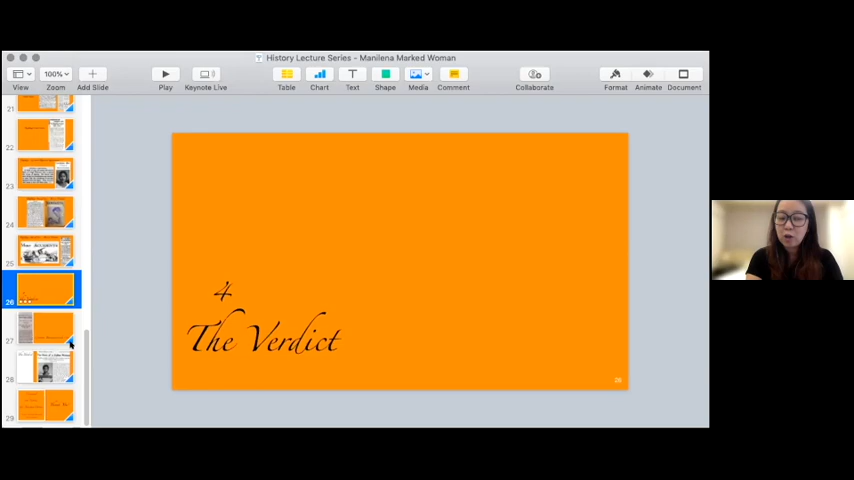 History Lecture Series - Manilena Marked Woman
100%
View
Zoom
Add Slide
Play
Keynote Live
Table
Chart
Text
Shape
Media
Comment
Collaborate
Format
Animate
Document
21
22
23
24
25
26
27
28
29
4
The Verdict